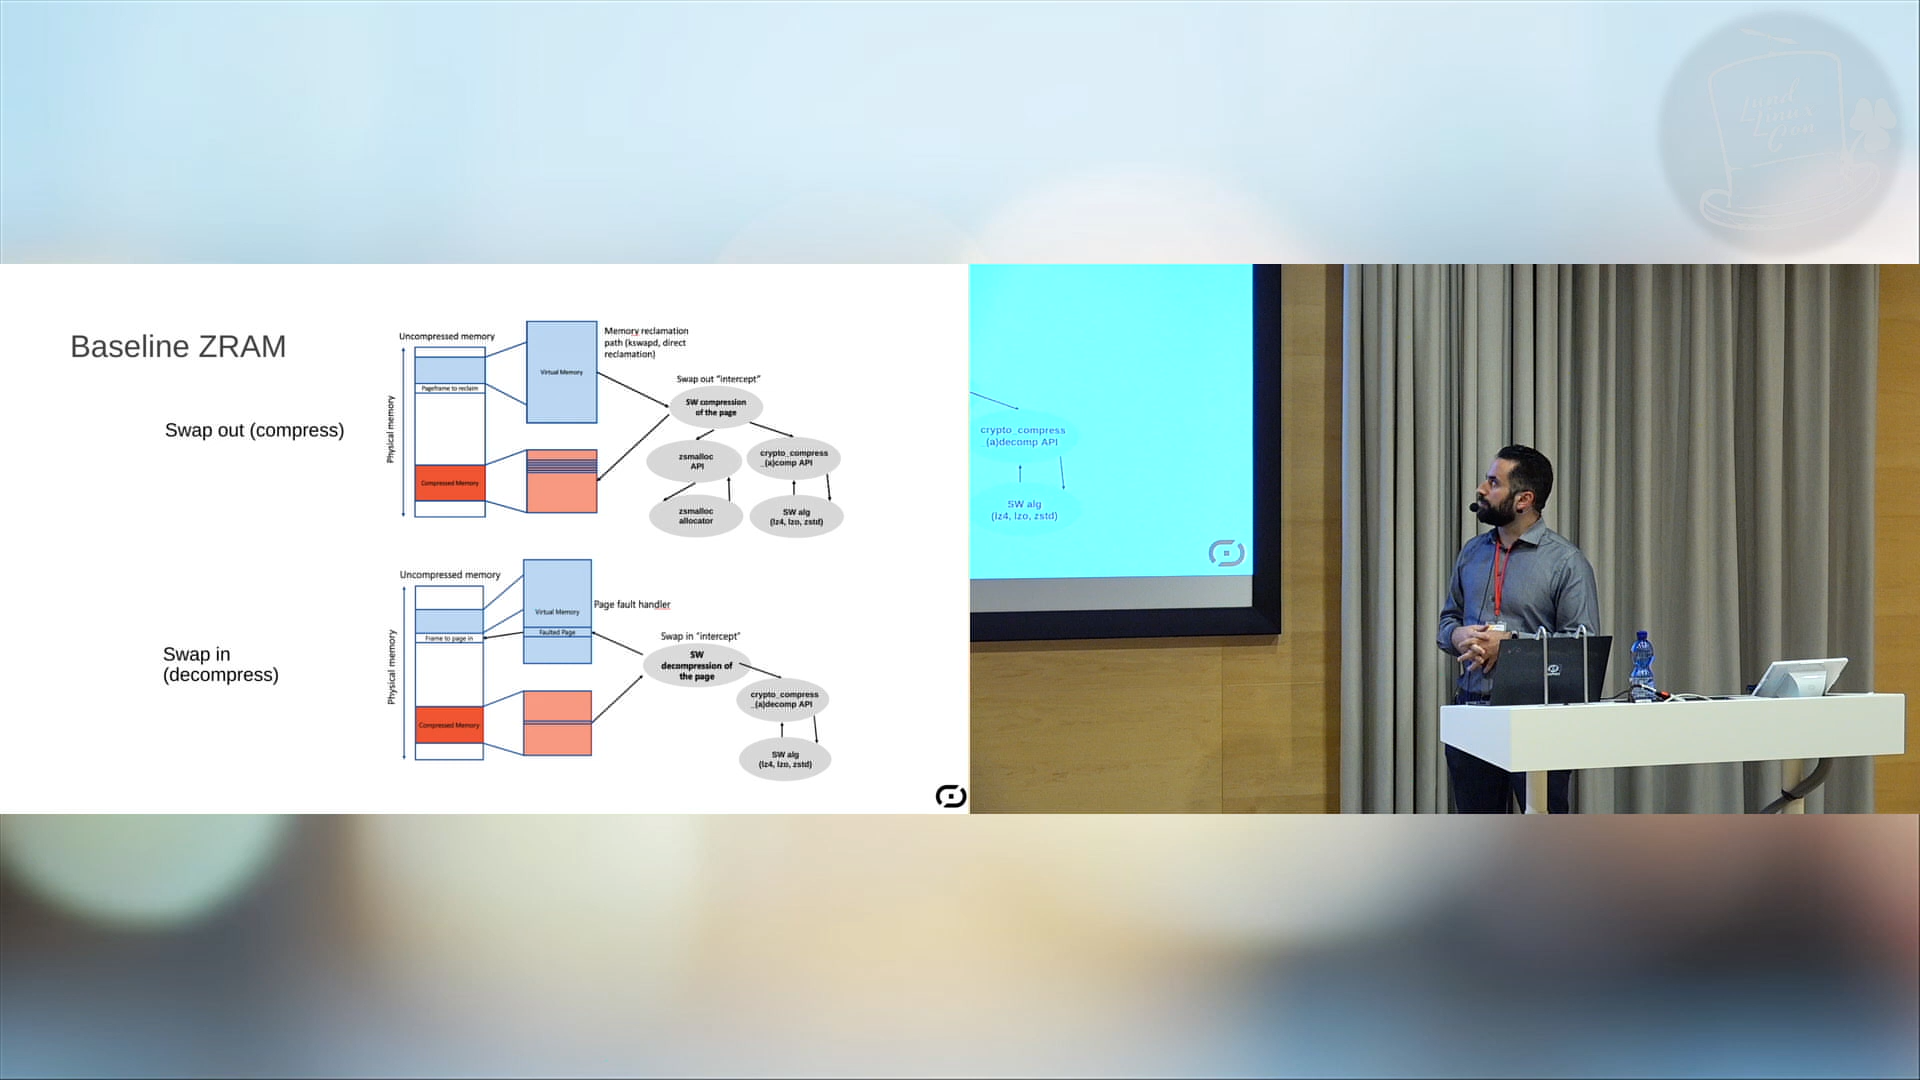 Lund
Linux
Con
Baseline ZRAM
Swap out (compress)
Uncompressed memory
Physical memory
Pageframe to reclaim
Compressed Memory
Virtual Memory
Memory reclamation
path (kswapd, direct
reclamation)
Swap out "intercept"
SW compression
of the page
zsmalloc
API
crypto_compress
_(a)comp API
zsmalloc
allocator
SW alg
(lz4, lzo, zstd)
Swap in
(decompress)
Uncompressed memory
Physical memory
Frame to page in
Compressed Memory
Virtual Memory
Faulted Page
Page fault handler
Swap in "intercept"
SW
decompression of
the page
crypto_compress
_(a)decomp API
SW alg
(lz4, lzo, zstd)
crypto_compress
_(a)decomp API
SW alg
(lz4, lzo, zstd)